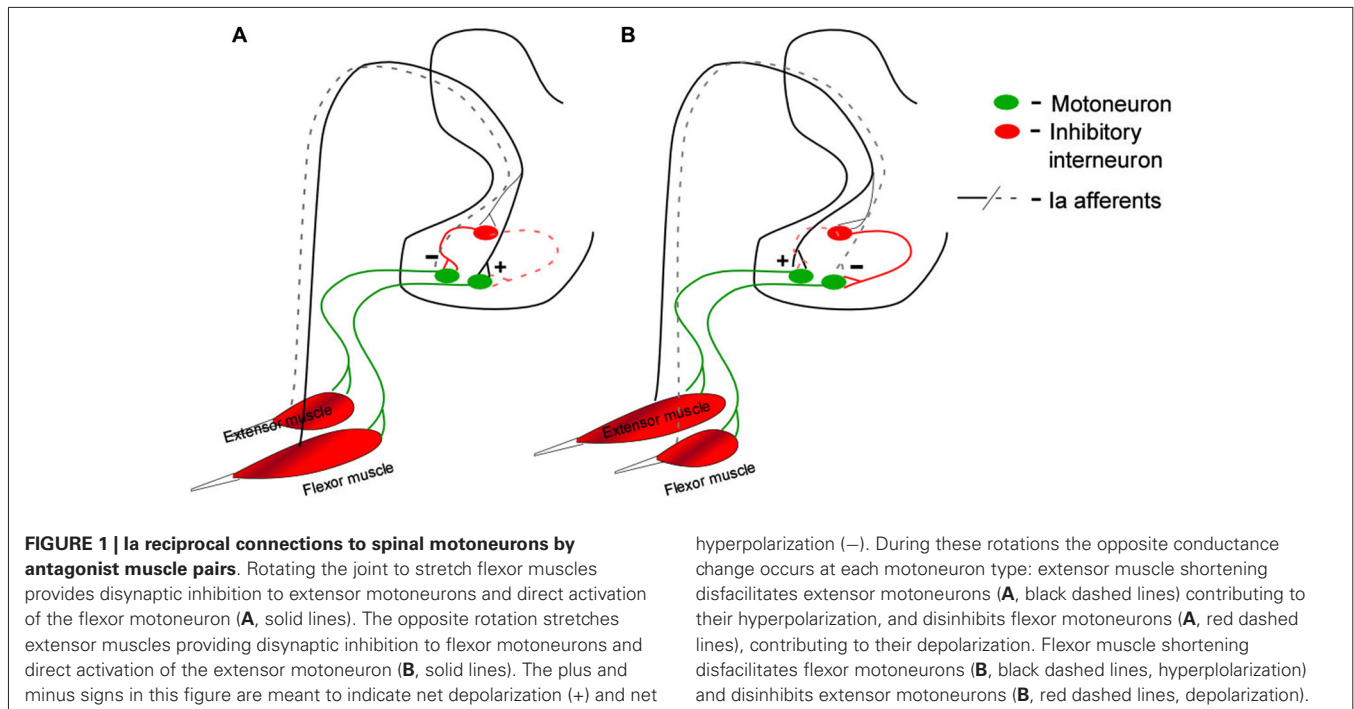 A
B
- Motoneuron
- Inhibitory
interneuron
- Ia afferents
−
+
+
−
Extensor muscle
Flexor muscle
Extensor muscle
Flexor muscle
FIGURE 1 | Ia reciprocal connections to spinal motoneurons by
antagonist muscle pairs. Rotating the joint to stretch flexor muscles
provides disynaptic inhibition to extensor motoneurons and direct activation
of the flexor motoneuron (A, solid lines). The opposite rotation stretches
extensor muscles providing disynaptic inhibition to flexor motoneurons and
direct activation of the extensor motoneuron (B, solid lines). The plus and
minus signs in this figure are meant to indicate net depolarization (+) and net
hyperpolarization (−). During these rotations the opposite conductance
change occurs at each motoneuron type: extensor muscle shortening
disfacilitates extensor motoneurons (A, black dashed lines) contributing to
their hyperpolarization, and disinhibits flexor motoneurons (A, red dashed
lines), contributing to their depolarization. Flexor muscle shortening
disfacilitates flexor motoneurons (B, black dashed lines, hyperplolarization)
and disinhibits extensor motoneurons (B, red dashed lines, depolarization).